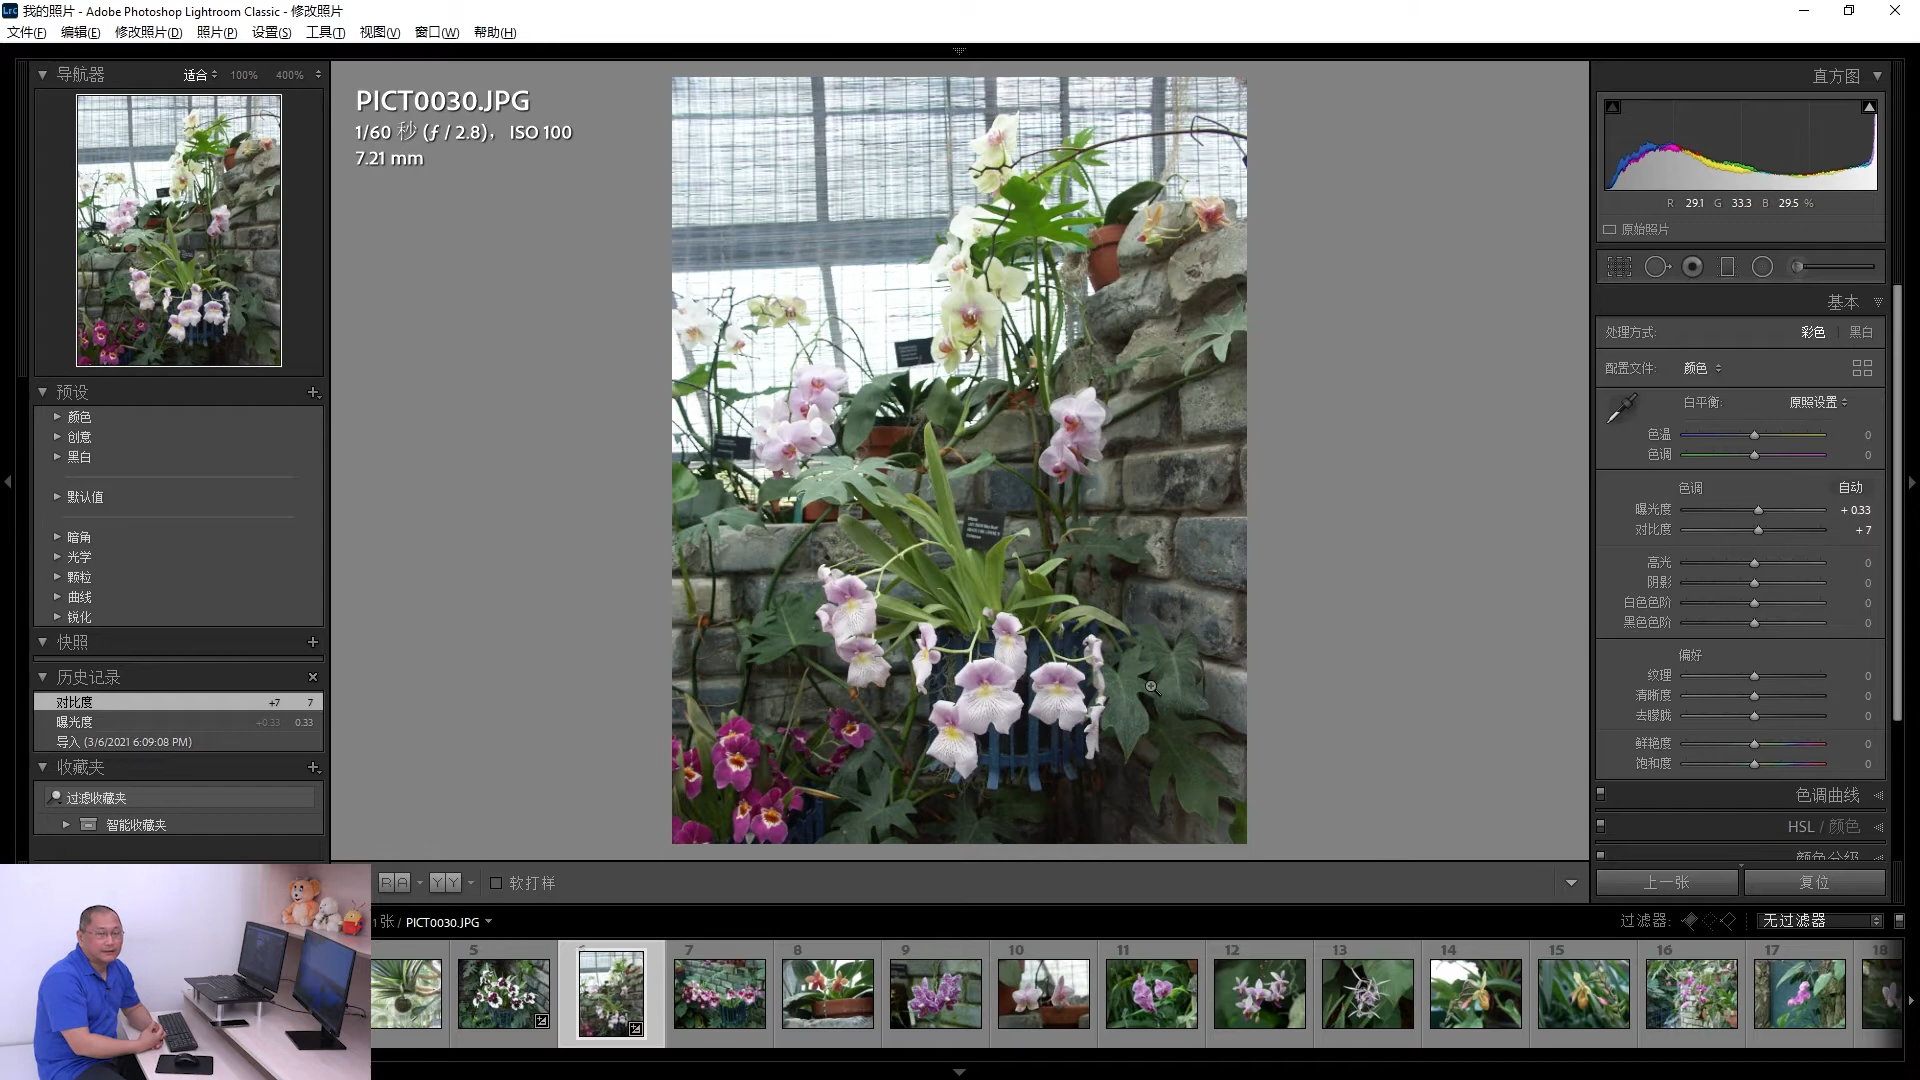 我的照片 - Adobe Photoshop Lightroom Classic - 修改照片
文件(F) 编辑(E) 修改照片(D) 照片(P) 设置(S) 工具(T) 视图(V) 窗口(W) 帮助(H)
导航器 适合 100% 400%
预设
颜色
创意
黑白
默认值
暗角
光学
颗粒
曲线
锐化
快照
历史记录
对比度 +7 7
曝光度 +0.33 0.33
导入 (3/6/2021 6:09:08 PM)
收藏夹
过滤收藏夹
智能收藏夹
PICT0030.JPG
1/60 秒 (ƒ / 2.8)， ISO 100
7.21 mm
直方图
R 29.1 G 33.3 B 29.5 %
原始照片
基本
处理方式: 彩色 黑白
配置文件: 颜色
白平衡: 原照设置
色温 0
色调 0
色调 自动
曝光度 + 0.33
对比度 + 7
高光 0
阴影 0
白色色阶 0
黑色色阶 0
偏好
纹理 0
清晰度 0
去朦胧 0
鲜艳度 0
饱和度 0
色调曲线
HSL / 颜色
颜色分级
上一张 复位
R A Y Y 软打样
张 / PICT0030.JPG
过滤器: 无过滤器
5 6 7 8 9 10 11 12 13 14 15 16 17 18